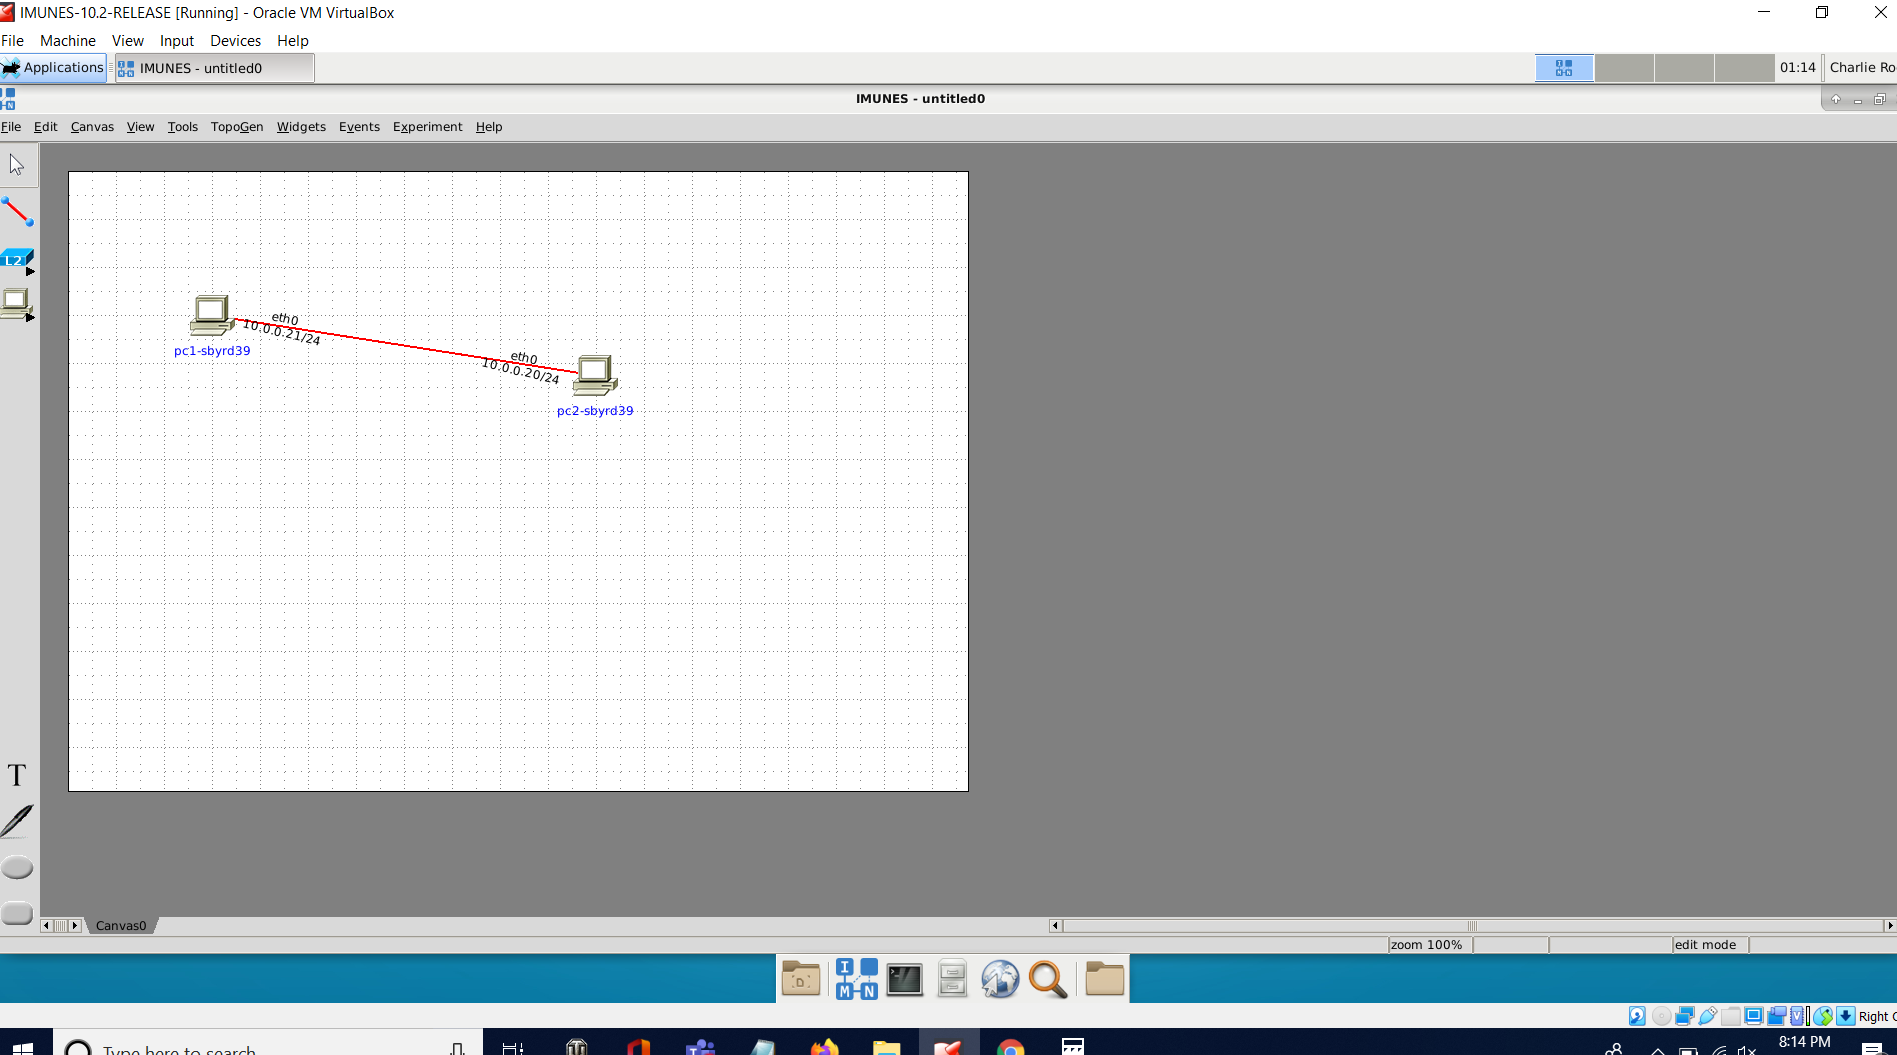 IMUNES-10.2-RELEASE [Running] - Oracle VM VirtualBox
File Machine View Input Devices Help
Applications IMUNES - untitled0 01:14 Charlie Ro
IMUNES - untitled0
File Edit Canvas View Tools TopoGen Widgets Events Experiment Help
L2
eth0
10.0.0.21/24
pc1-sbyrd39
eth0
10.0.0.20/24
pc2-sbyrd39
T
Canvas0
zoom 100% edit mode
I
M N
Right C
Type here to search
8:14 PM